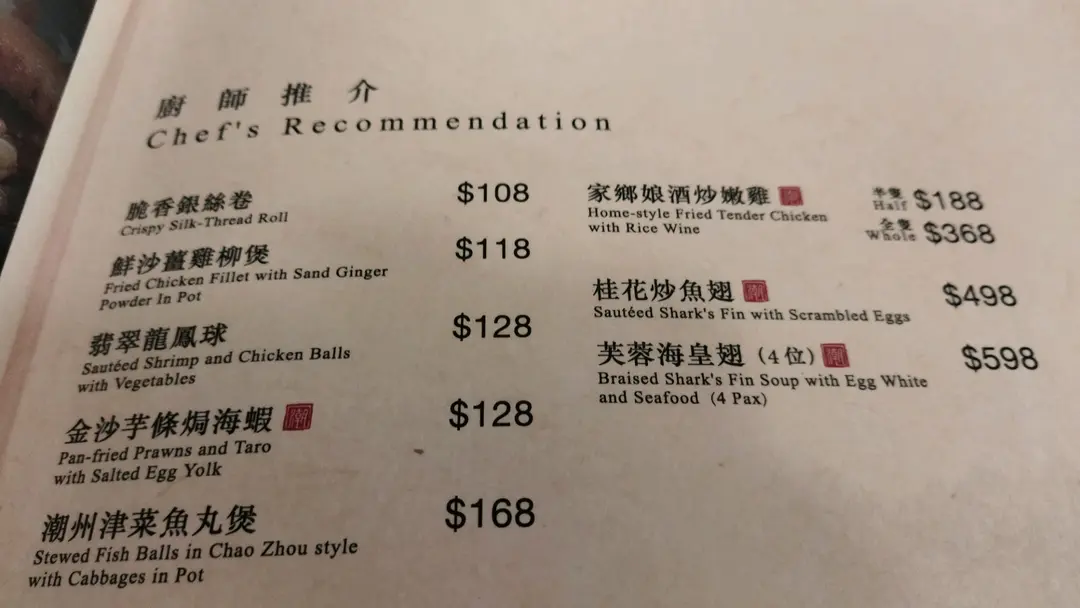 廚師推介
Chef's Recommendation
脆香銀絲卷 $108
Crispy Silk-Thread Roll
鮮沙薑雞柳煲 $118
Fried Chicken Fillet with Sand Ginger
Powder In Pot
翡翠龍鳳球 $128
Sautéed Shrimp and Chicken Balls
with Vegetables
金沙芋條焗海蝦 潮 $128
Pan-fried Prawns and Taro
with Salted Egg Yolk
潮州津菜魚丸煲 $168
Stewed Fish Balls in Chao Zhou style
with Cabbages in Pot
家鄉娘酒炒嫩雞 潮 半隻 $188
Home-style Fried Tender Chicken Half
with Rice Wine 全隻 $368
Whole
桂花炒魚翅 潮 $498
Sautéed Shark's Fin with Scrambled Eggs
芙蓉海皇翅 (4位) 潮 $598
Braised Shark's Fin Soup with Egg White
and Seafood (4 Pax)